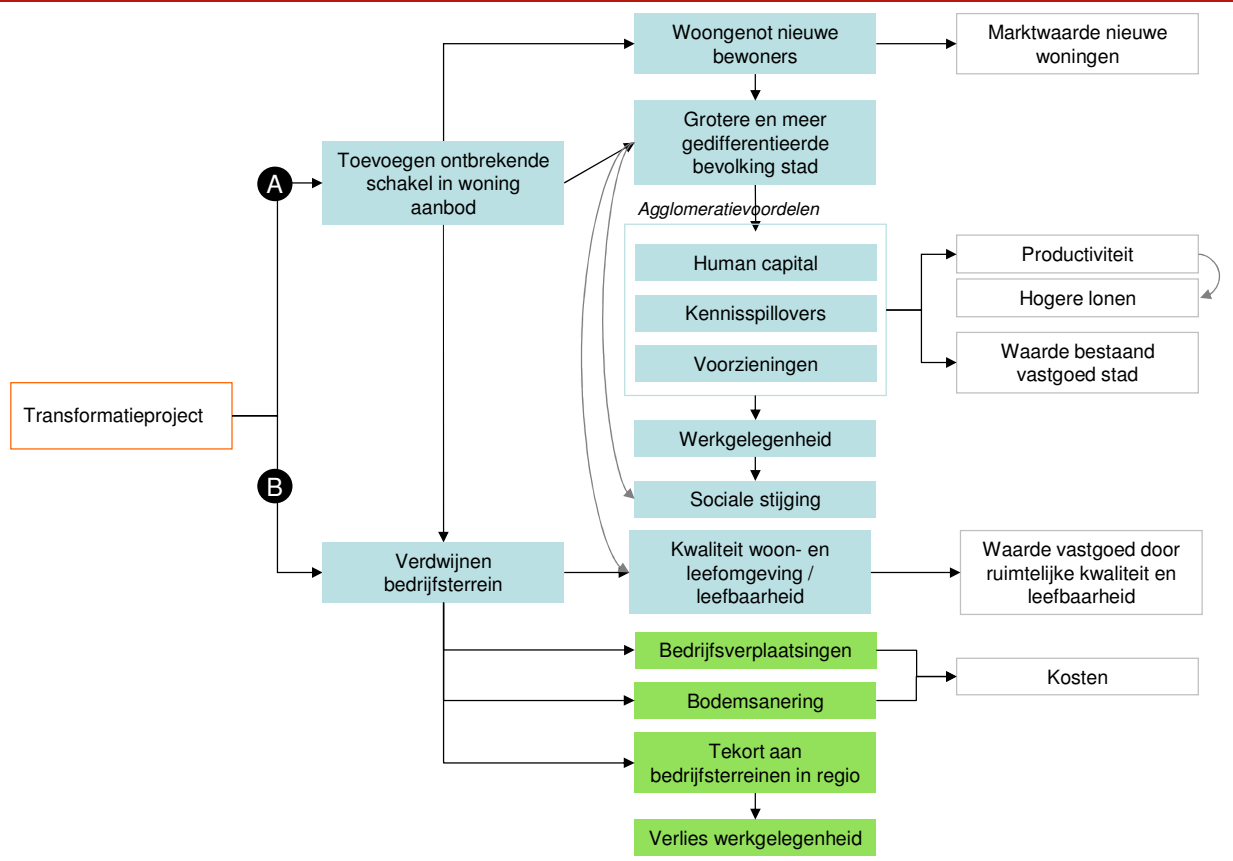 Woongenot nieuwe
bewoners
Marktwaarde nieuwe
woningen
Grotere en meer
gedifferentieerde
bevolking stad
Toevoegen ontbrekende
schakel in woning
aanbod
A
Agglomeratievoordelen
Human capital
Kennisspillovers
Voorzieningen
Productiviteit
Hogere lonen
Waarde bestaand
vastgoed stad
Transformatieproject
Werkgelegenheid
B
Sociale stijging
Verdwijnen
bedrijfsterrein
Kwaliteit woon- en
leefomgeving /
leefbaarheid
Waarde vastgoed door
ruimtelijke kwaliteit en
leefbaarheid
Bedrijfsverplaatsingen
Bodemsanering
Kosten
Tekort aan
bedrijfsterreinen in regio
Verlies werkgelegenheid